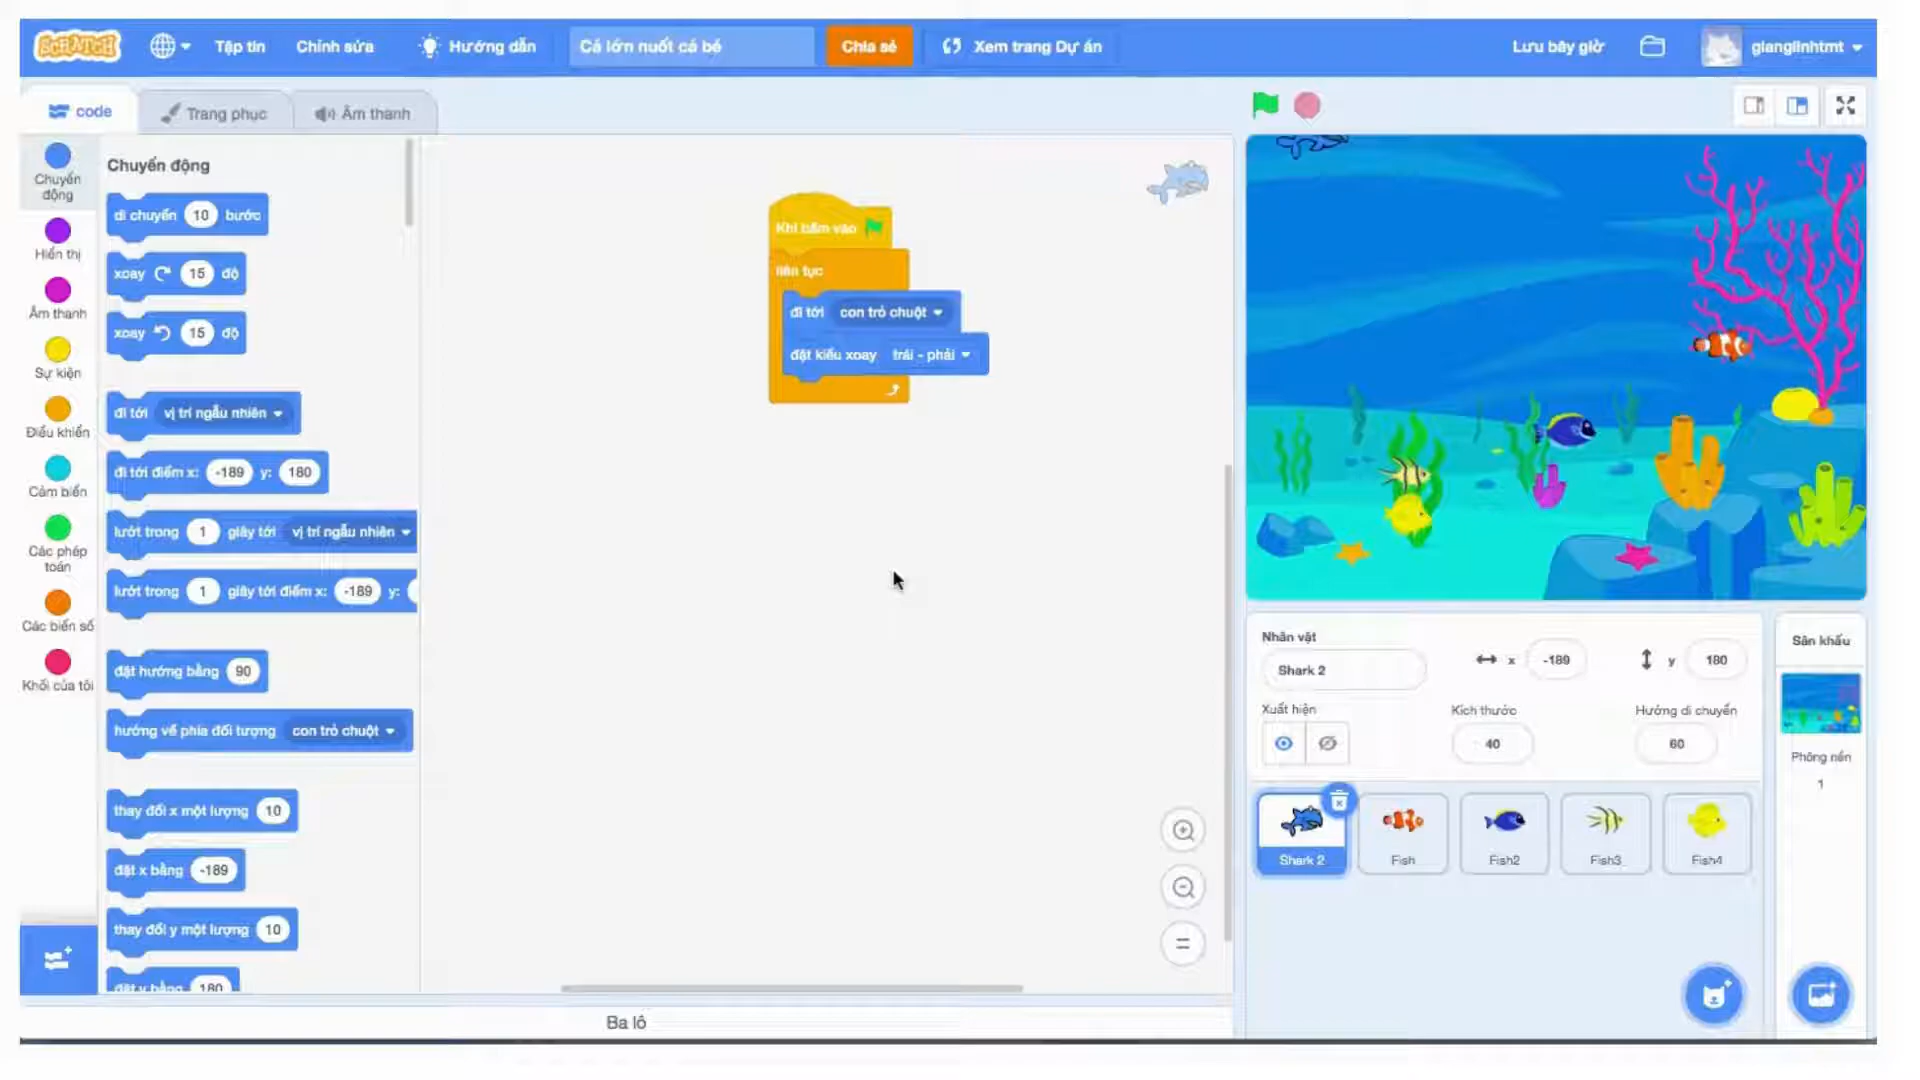 SCRATCH
Tập tin
Chỉnh sửa
Hướng dẫn
Cá lớn nuốt cá bé
Chia sẻ
Xem trang Dự án
Lưu bây giờ
gianglinhtmt
code
Trang phục
Âm thanh
Chuyển động
Hiển thị
Âm thanh
Sự kiện
Điều khiển
Cảm biến
Các phép toán
Các biến số
Khối của tôi
Chuyển động
di chuyển 10 bước
xoay 15 độ
xoay 15 độ
đi tới vị trí ngẫu nhiên
đi tới điểm x: -189 y: 180
lướt trong 1 giây tới vị trí ngẫu nhiên
lướt trong 1 giây tới điểm x: -189 y:
đặt hướng bằng 90
hướng về phía đối tượng con trỏ chuột
thay đổi x một lượng 10
đặt x bằng -189
thay đổi y một lượng 10
đặt y bằng 180
Khi bấm vào
liên tục
đi tới con trỏ chuột
đặt kiểu xoay trái - phải
Ba lô
Nhân vật
Shark 2
x -189
y 180
Xuất hiện
Kích thước
40
Hướng di chuyển
60
Shark 2
Fish
Fish2
Fish3
Fish4
Sân khấu
Phông nền
1